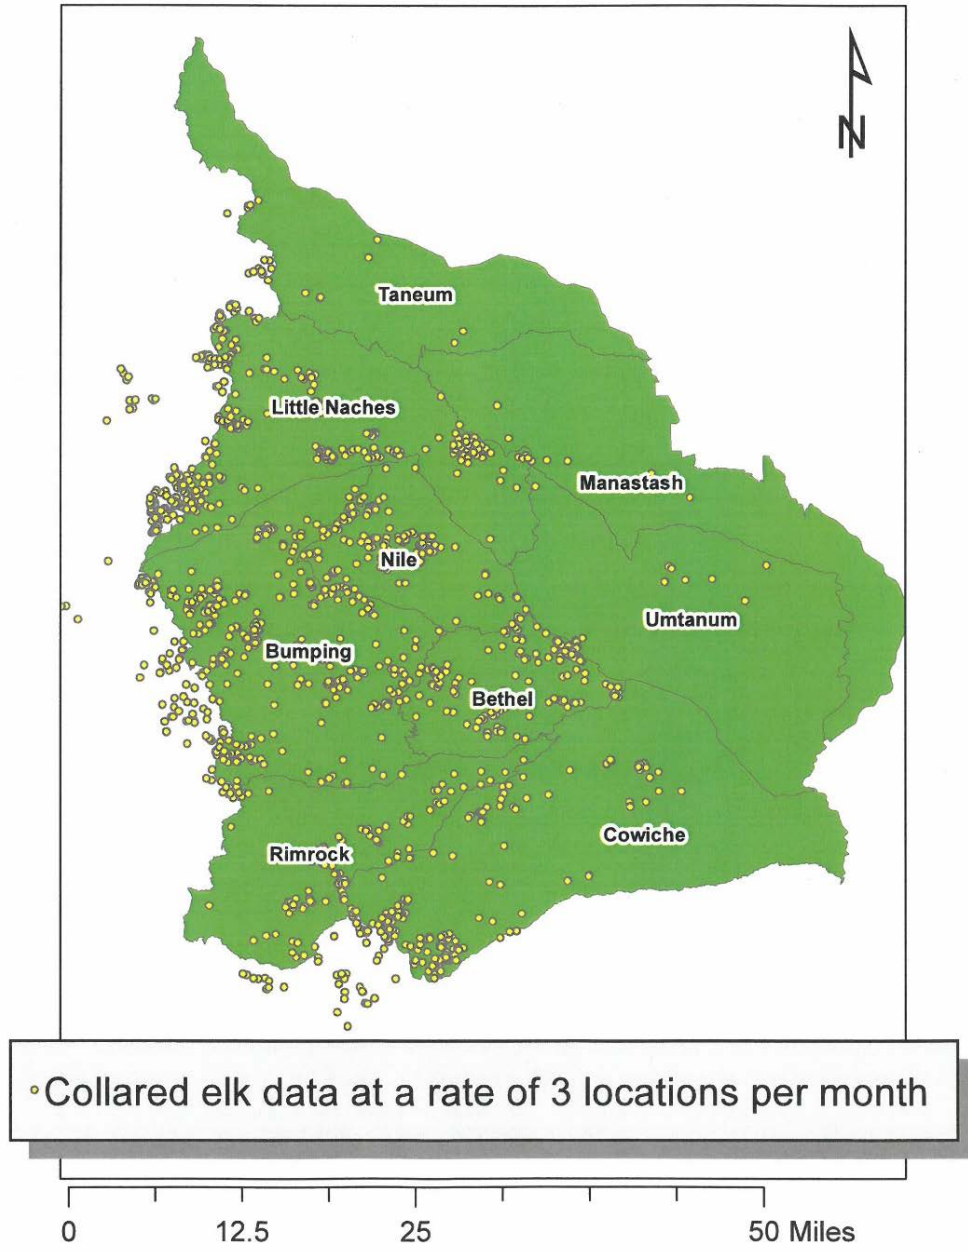 N
Taneum
Little Naches
Manastash
Nile
Umtanum
Bumping
Bethel
Cowiche
Rimrock
Collared elk data at a rate of 3 locations per month
0 12.5 25 50 Miles